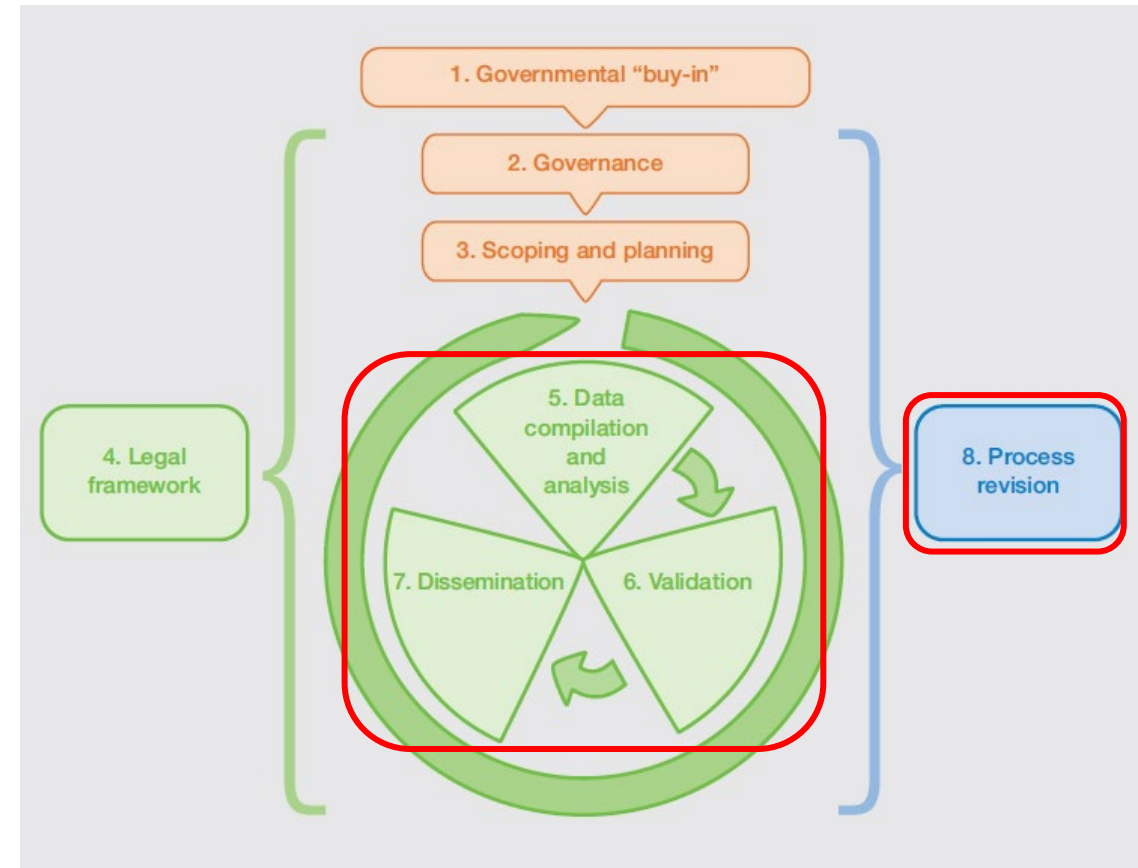 1. Governmental “buy-in”
2. Governance
3. Scoping and planning
4. Legal
framework
5. Data
compilation
and
analysis
6. Validation
7. Dissemination
8. Process
revision